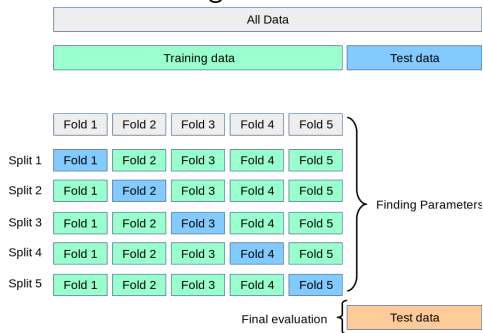 All Data
Training data Test data
Fold 1 Fold 2 Fold 3 Fold 4 Fold 5
Split 1 Fold 1 Fold 2 Fold 3 Fold 4 Fold 5
Split 2 Fold 1 Fold 2 Fold 3 Fold 4 Fold 5
Finding Parameters
Split 3 Fold 1 Fold 2 Fold 3 Fold 4 Fold 5
Split 4 Fold 1 Fold 2 Fold 3 Fold 4 Fold 5
Split 5 Fold 1 Fold 2 Fold 3 Fold 4 Fold 5
Final evaluation Test data